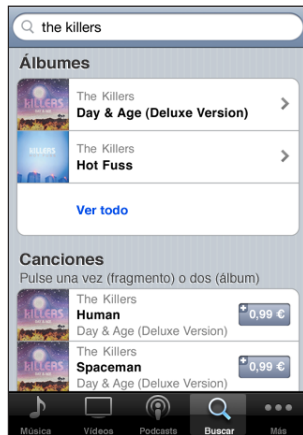 the killers
Álbumes
The Killers
Day & Age (Deluxe Version)
The Killers
Hot Fuss
Ver todo
Canciones
Pulse una vez (fragmento) o dos (álbum)
The Killers
Human
Day & Age (Deluxe Version)
0,99 €
The Killers
Spaceman
Day & Age (Deluxe Version)
0,99 €
Música Vídeos Podcasts Buscar Más